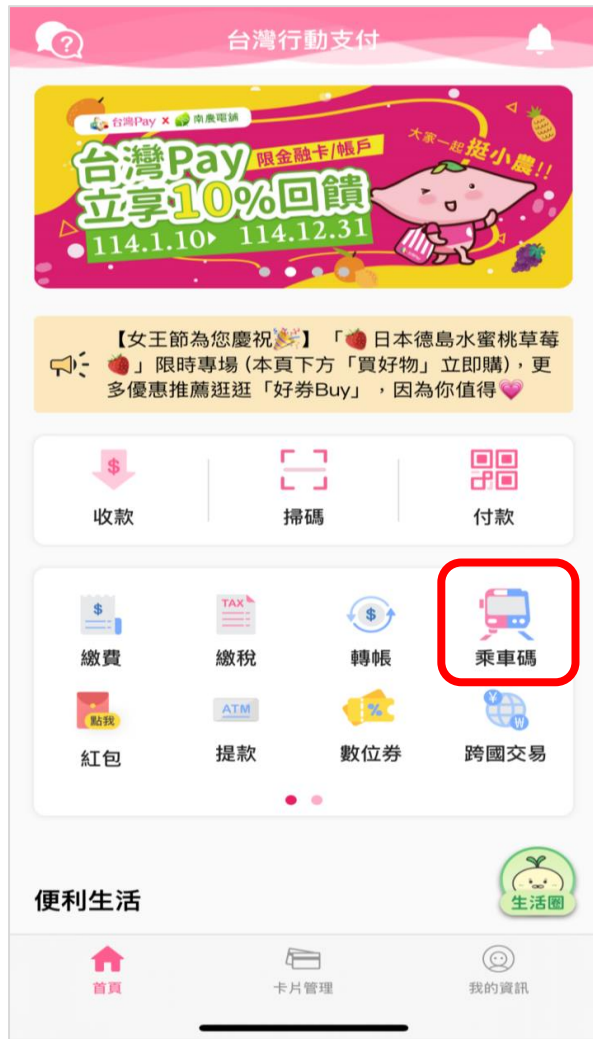 ?
台灣行動支付
台灣Pay × 南農電舖
台灣Pay 限金融卡/帳戶
立享10%回饋
114.1.10 114.12.31
大家一起挺小農!!
【女王節為您慶祝🎉】「🍓日本德島水蜜桃草莓
🍓」限時專場 (本頁下方「買好物」立即購)，更
多優惠推薦逛逛「好券Buy」，因為你值得💗
$
收款 掃碼 付款
$ TAX $
繳費 繳稅 轉帳 乘車碼
點我 ATM % ¥ W
紅包 提款 數位券 跨國交易
便利生活
生活圈
首頁 卡片管理 我的資訊